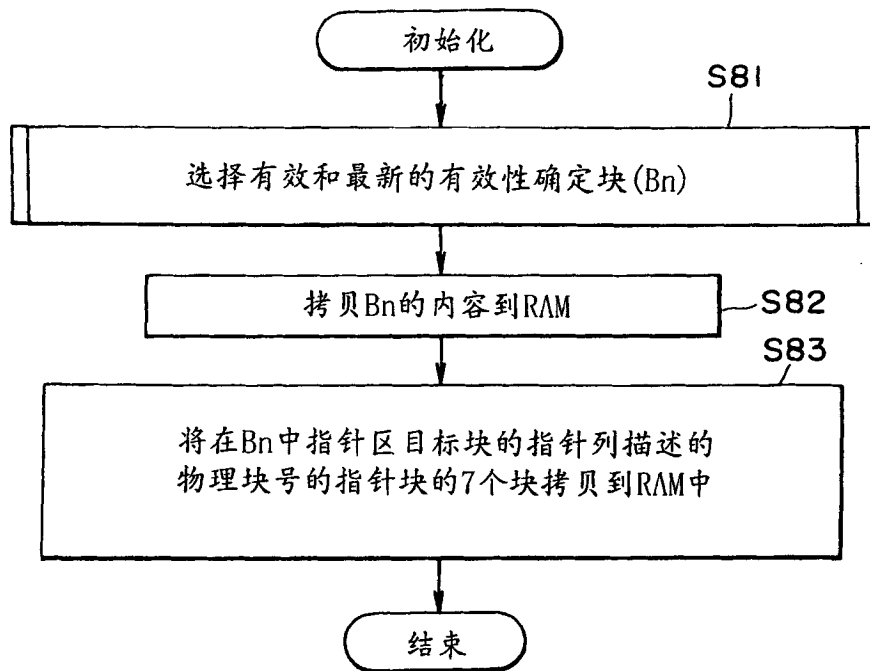 初始化
S81
选择有效和最新的有效性确定块(Bn)
拷贝Bn的内容到RAM
S82
S83
将在Bn中指针区目标块的指针列描述的
物理块号的指针块的7个块拷贝到RAM中
结束